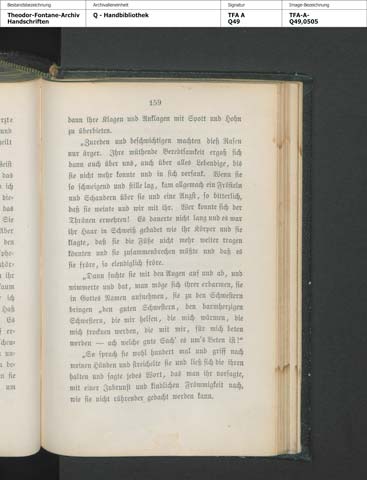 Bestandsbezeichnung
Archivalieneinheit
Signatur
Image-Bezeichnung
Theodor-Fontane-Archiv
Handschriften
Q - Handbibliothek
TFA A
Q49
TFA-A-
Q49,0505
159
dann ihre Klagen und Anklagen mit Spott und Hohn
zu überbieten.
„Zureden und beschwichtigen machten dieß Rasen
nur ärger. Ihre wüthende Beredtsamkeit ergoß sich
dann auch über uns, auch über alles Lebendige, bis
sie nicht mehr konnte und in sich versank. Wenn sie
so schweigend und stille lag, kam allgemach ein Frösteln
und Schaudern über sie und eine Angst, so bitterlich,
daß sie weinte und wir mit ihr. Wer konnte sich der
Thränen erwehren! Es dauerte nicht lang und es war
ihr Haar in Schweiß gebadet wie ihr Körper und sie
klagte, daß sie die Füße nicht mehr weiter tragen
könnten und sie zusammenbrechen müßte und daß es
sie fröre, so elendiglich fröre.
„Dann suchte sie mit den Augen auf und ab, und
wimmerte und bat, man möge sich ihrer erbarmen, sie
in Gottes Namen aufnehmen, sie zu den Schwestern
bringen „den guten Schwestern, den barmherzigen
Schwestern, die mir helfen, die mich wärmen, die
mich trocknen werden, die mit mir, für mich beten
werden — ach welche gute Sach' es um's Beten ist!“
„So sprach sie wohl hundert mal und griff nach
meinen Händen und streichelte sie und ließ sich die ihren
halten und sagte jedes Wort, das man ihr vorsagte,
mit einer Inbrunst und kindlichen Frömmigkeit nach,
wie sie nicht rührender gedacht werden kann.